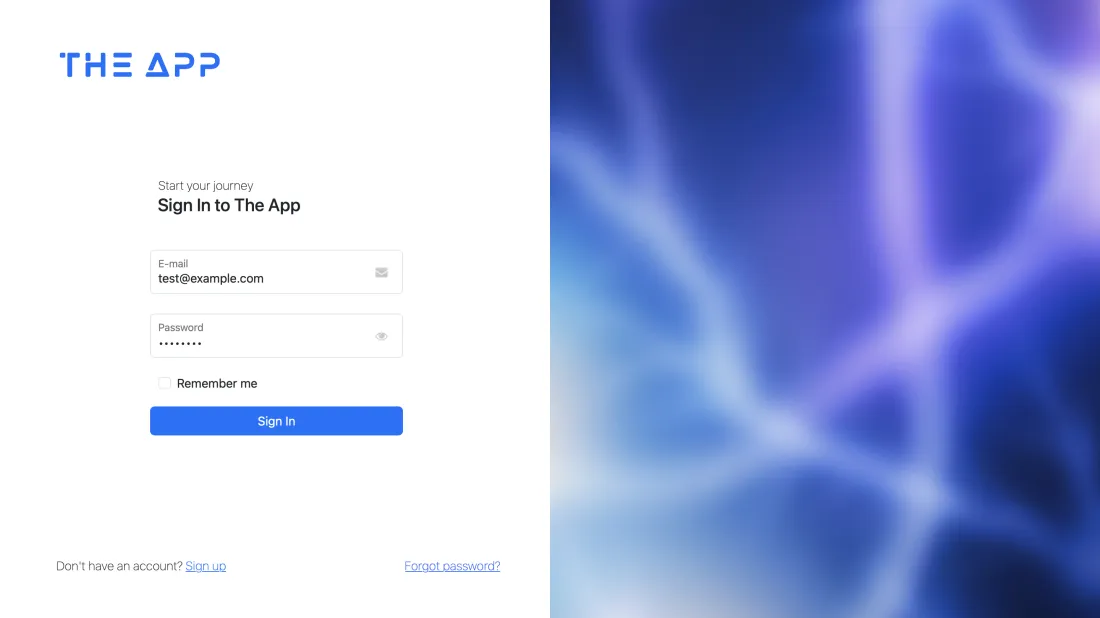 THE APP
Start your journey
Sign In to The App
E-mail
test@example.com
Password
••••••••
Remember me
Sign In
Don't have an account? Sign up
Forgot password?